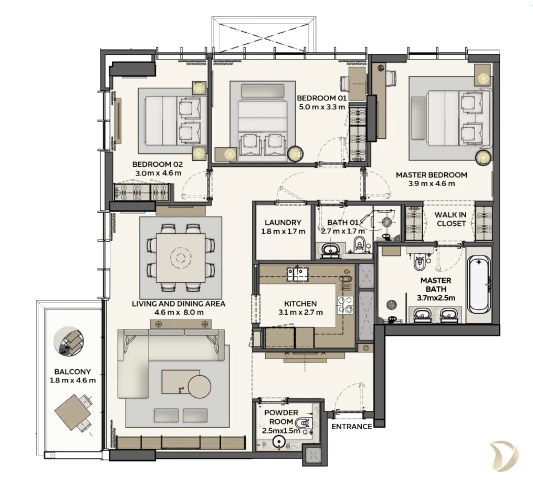 BEDROOM 01
5.0 m x 3.3 m
BEDROOM 02
3.0m x 4.6 m
MASTER BEDROOM
3.9 m x 4.6 m
LAUNDRY
1.8 m x 1.7 m
BATH 01
2.7 m x 1.7 m
WALK IN
CLOSET
MASTER
BATH
3.7mx2.5m
LIVING AND DINING AREA
4.6 m x 8.0 m
KITCHEN
3.1 m x 2.7 m
BALCONY
1.8 m x 4.6 m
POWDER
ROOM
2.5mx1.5m
ENTRANCE